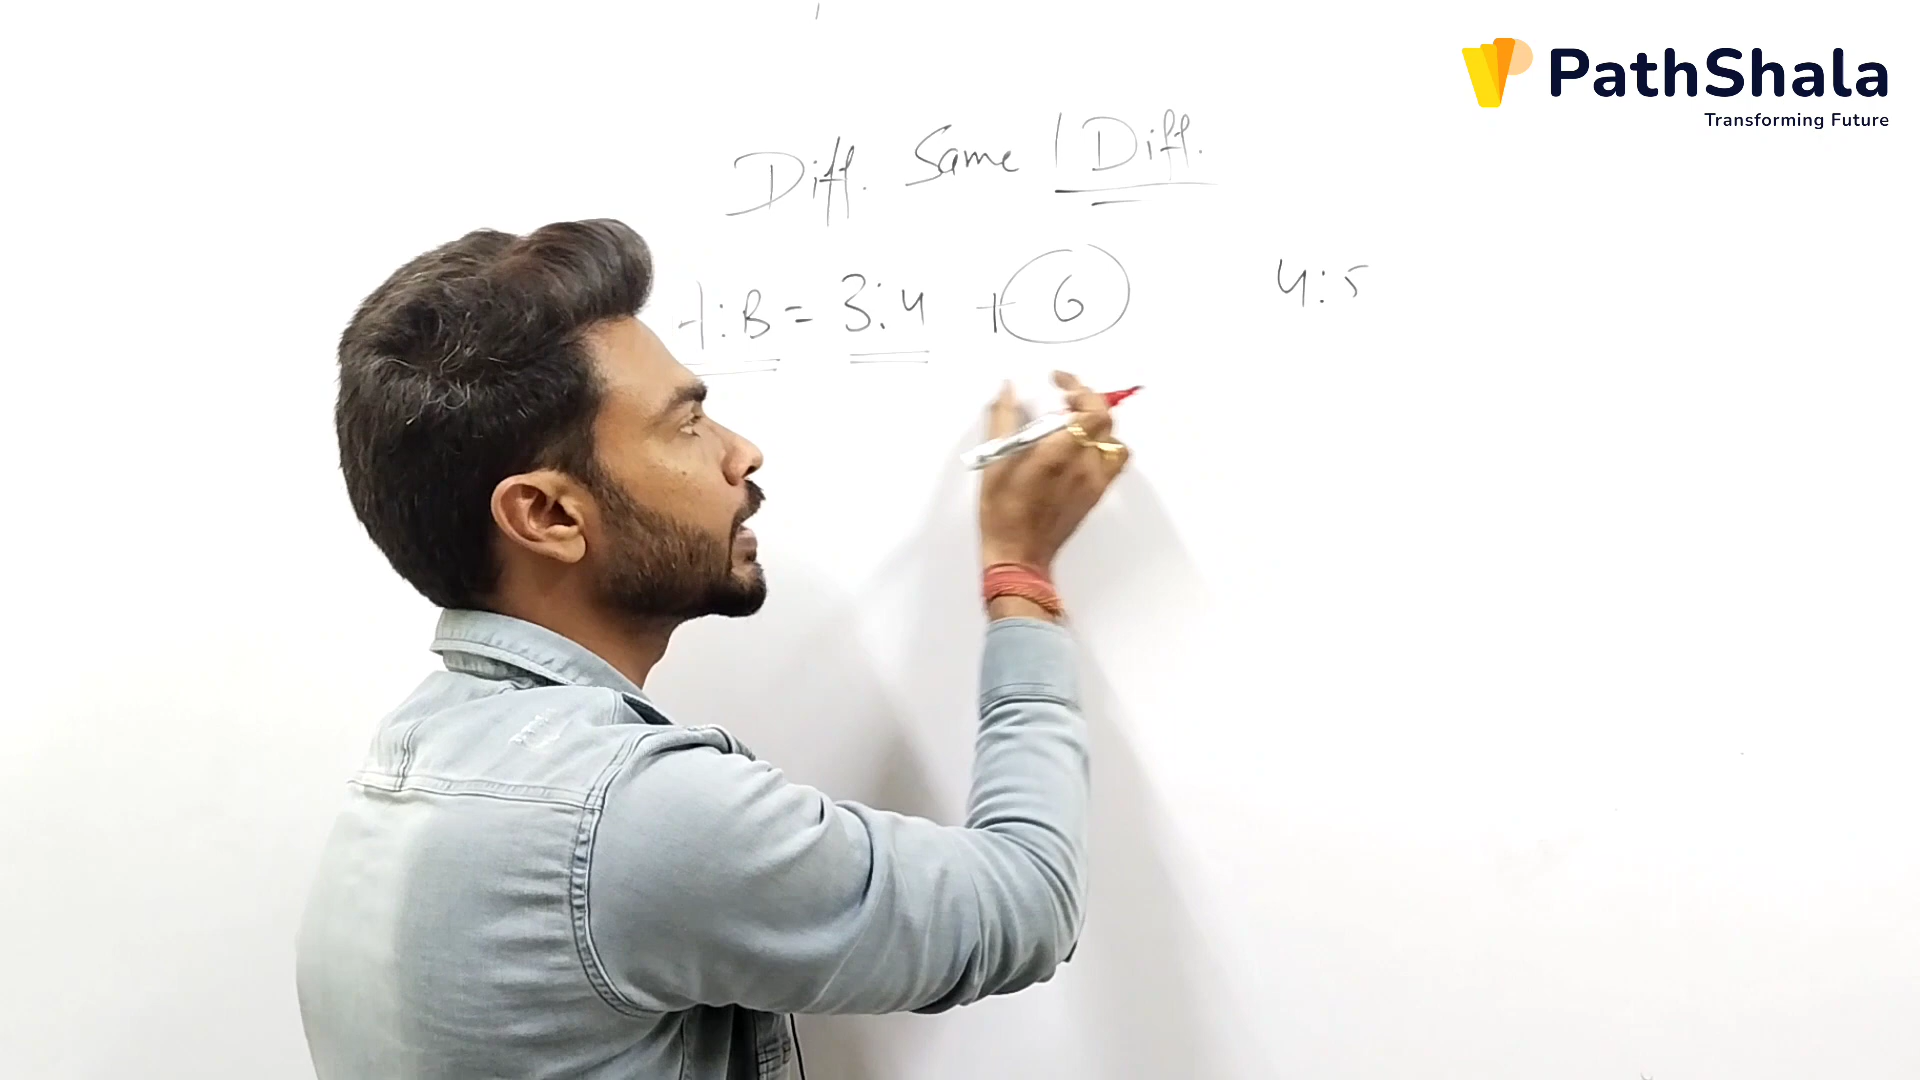 PathShala
Transforming Future
Diff. Same | Diff.
:B = 3:4 + 6 4:5